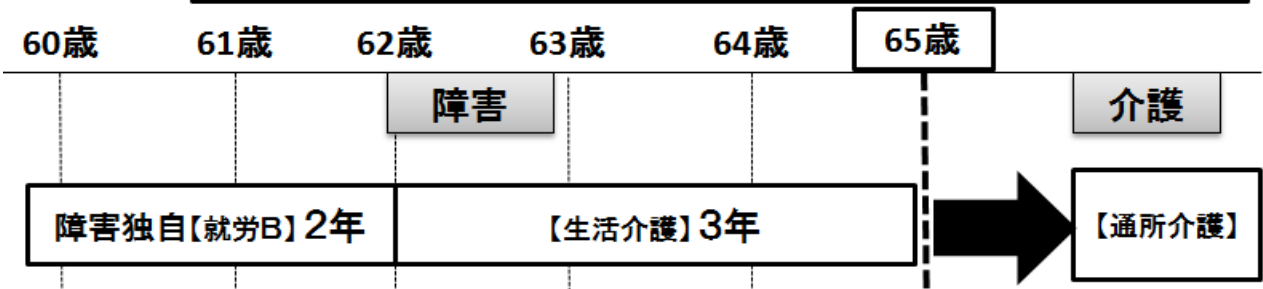 60歳 61歳 62歳 63歳 64歳 65歳
障害 介護
障害独自【就労B】2年 【生活介護】3年 【通所介護】